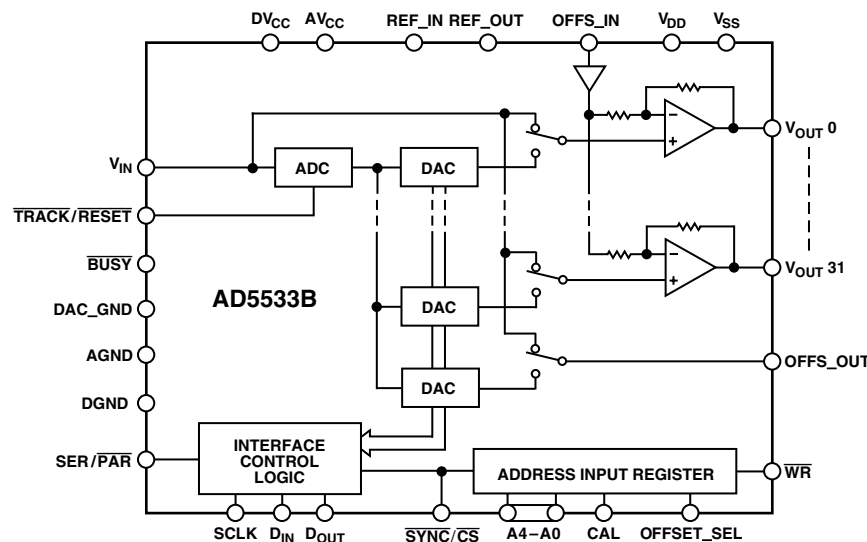 DVCC AVCC REF_IN REF_OUT OFFS_IN VDD VSS
VIN
ADC
DAC
VOUT 0
TRACK/RESET
BUSY
DAC_GND
AD5533B
DAC
VOUT 31
AGND
DGND
DAC
OFFS_OUT
SER/PAR
INTERFACE
CONTROL
LOGIC
ADDRESS INPUT REGISTER
WR
SCLK DIN DOUT SYNC/CS A4–A0 CAL OFFSET_SEL